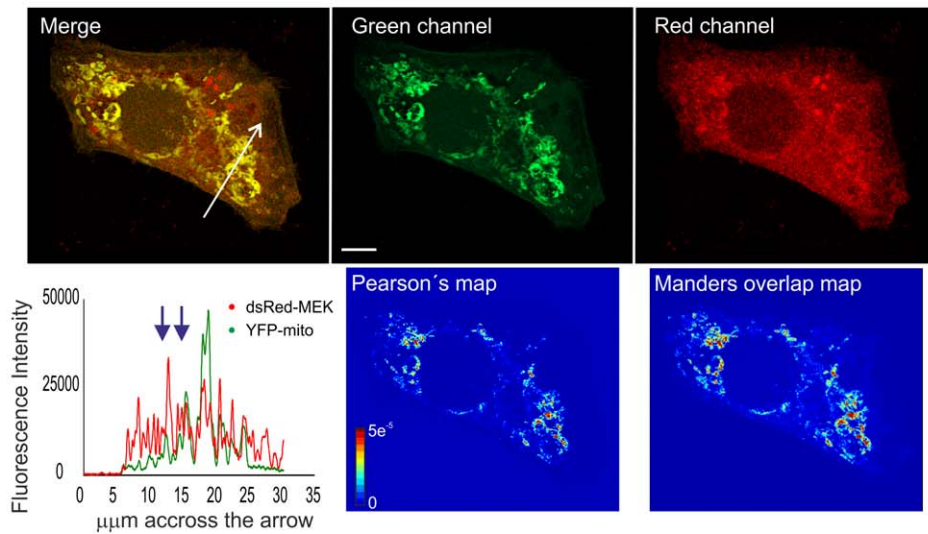 Merge
Green channel
Red channel
Fluorescence Intensity
50000
25000
0
dsRed-MEK
YFP-mito
0 5 10 15 20 25 30 35
μμm accross the arrow
Pearson´s map
5e-5
0
Manders overlap map